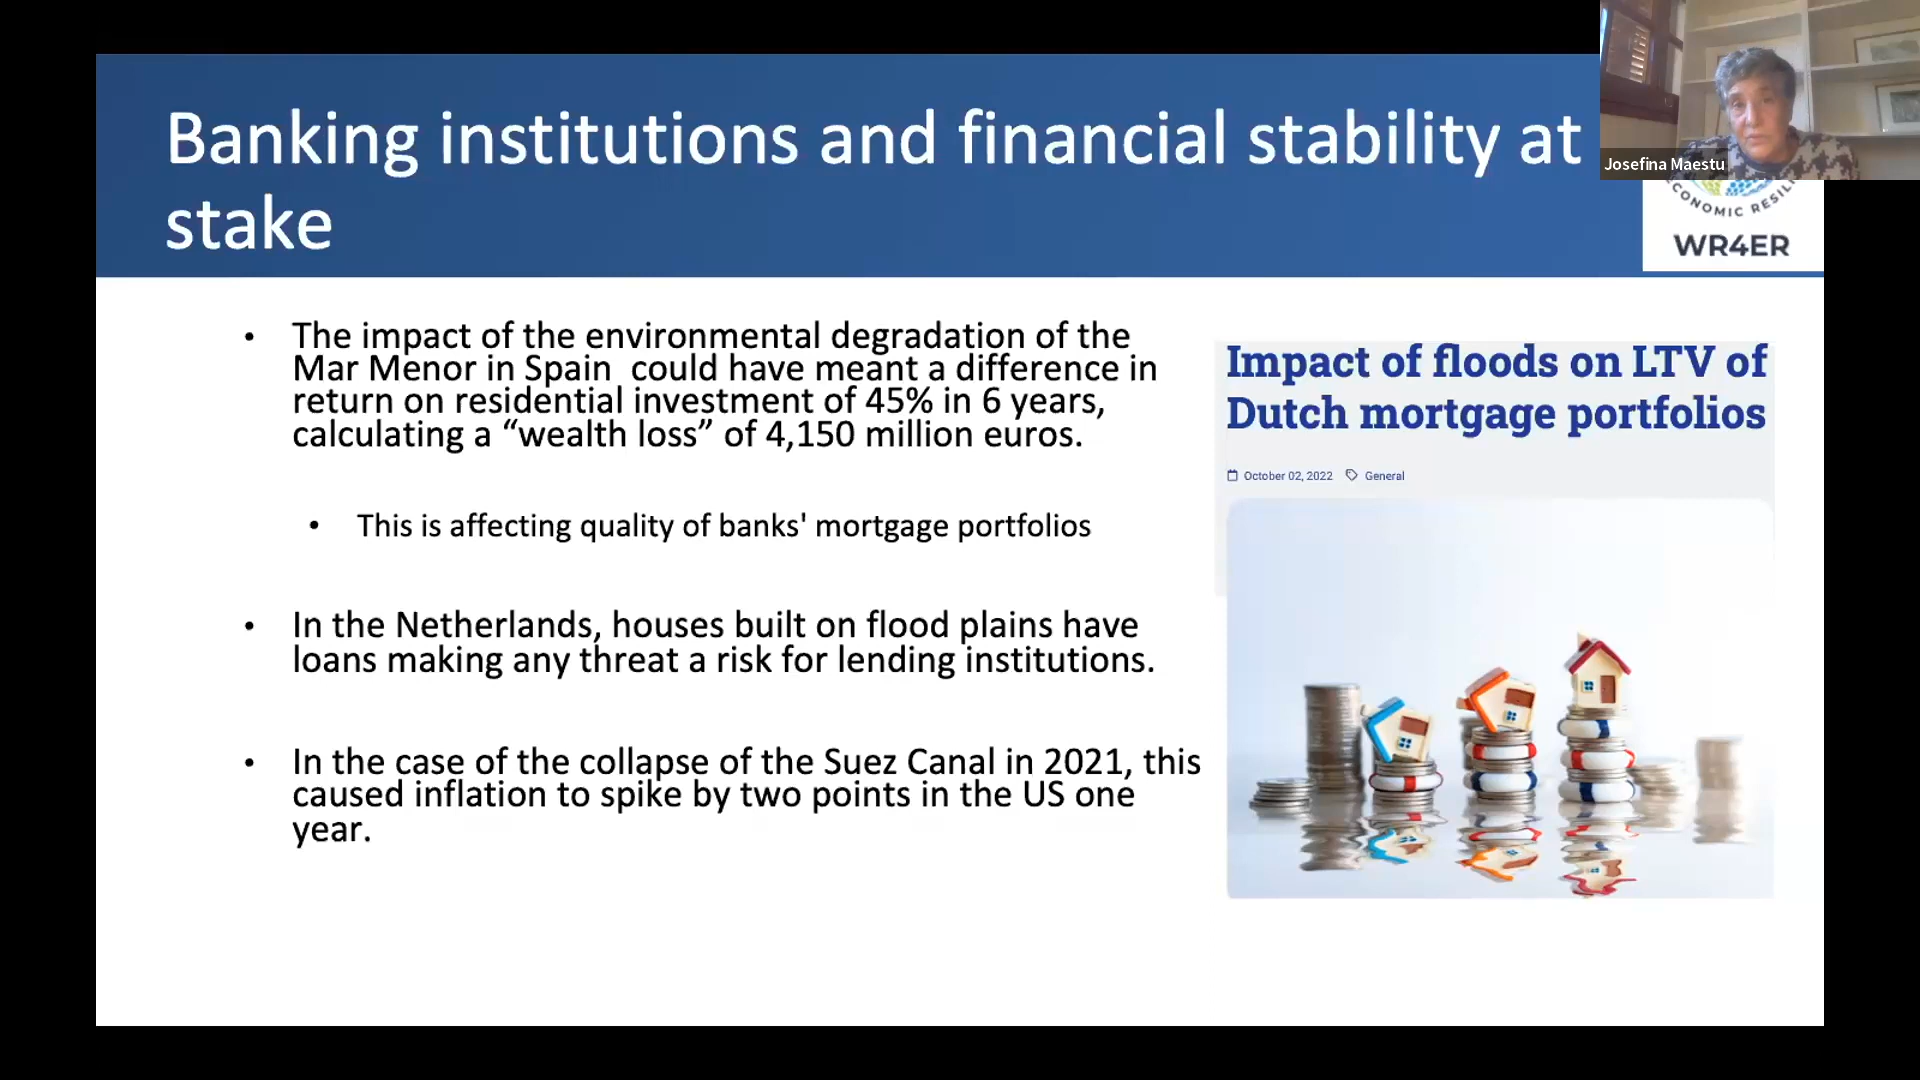 Banking institutions and financial stability at
stake
Josefina Maestu
CONOMIC RESILI
WR4ER
• The impact of the environmental degradation of the
Mar Menor in Spain could have meant a difference in
return on residential investment of 45% in 6 years,
calculating a “wealth loss” of 4,150 million euros.
• This is affecting quality of banks' mortgage portfolios
• In the Netherlands, houses built on flood plains have
loans making any threat a risk for lending institutions.
• In the case of the collapse of the Suez Canal in 2021, this
caused inflation to spike by two points in the US one
year.
Impact of floods on LTV of
Dutch mortgage portfolios
October 02, 2022 General